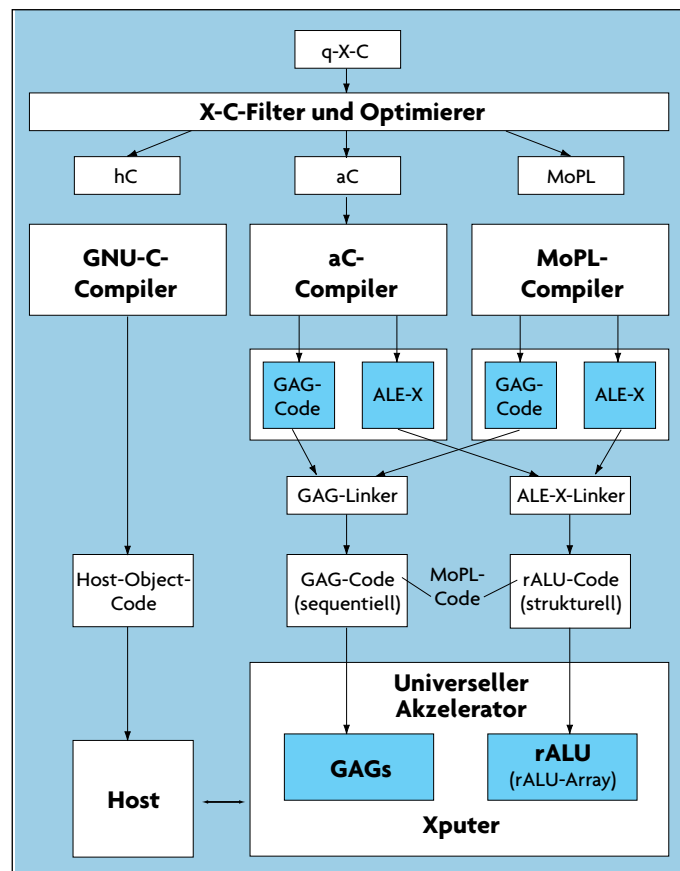 q-X-C
X-C-Filter und Optimierer
hC
aC
MoPL
GNU-C-
Compiler
aC-
Compiler
MoPL-
Compiler
GAG-
Code
ALE-X
GAG-
Code
ALE-X
GAG-Linker
ALE-X-Linker
Host-Object-
Code
GAG-Code
(sequentiell)
MoPL-
Code
rALU-Code
(strukturell)
Universeller
Akzelerator
Host
GAGs
rALU
(rALU-Array)
Xputer